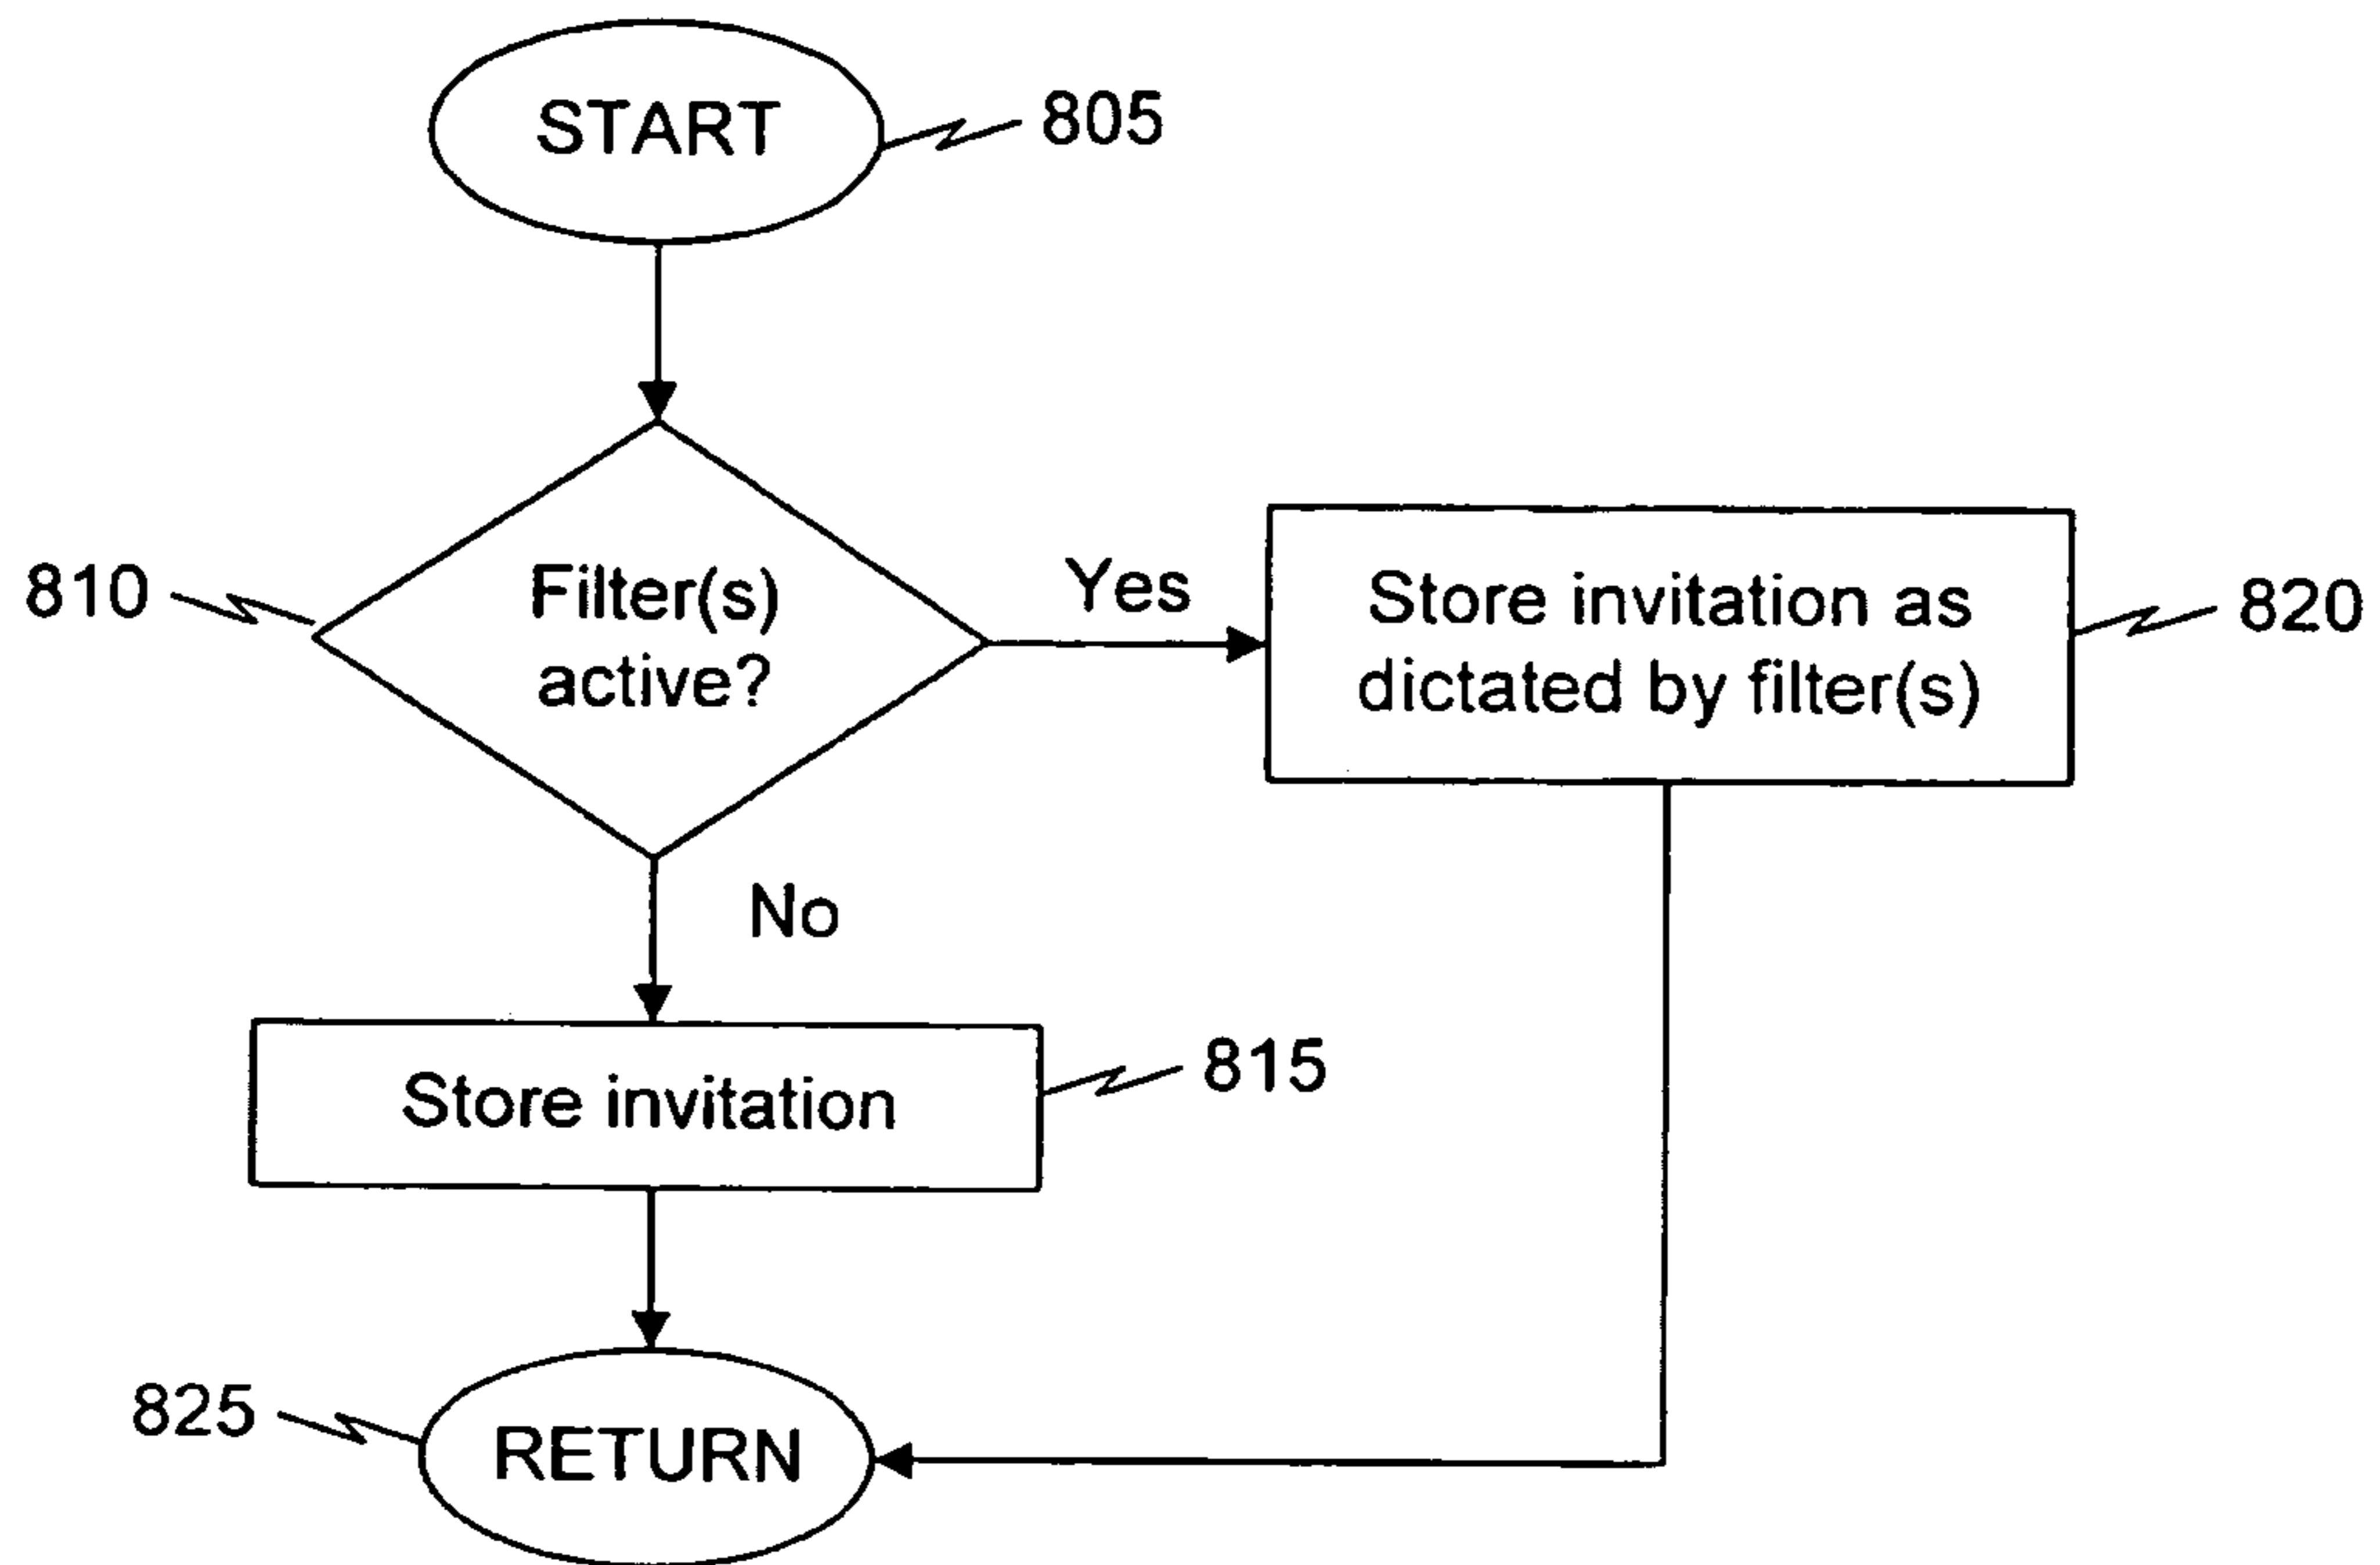 START
805
810
Filter(s)
active?
Yes
Store invitation as
dictated by filter(s)
820
No
Store invitation
815
825
RETURN